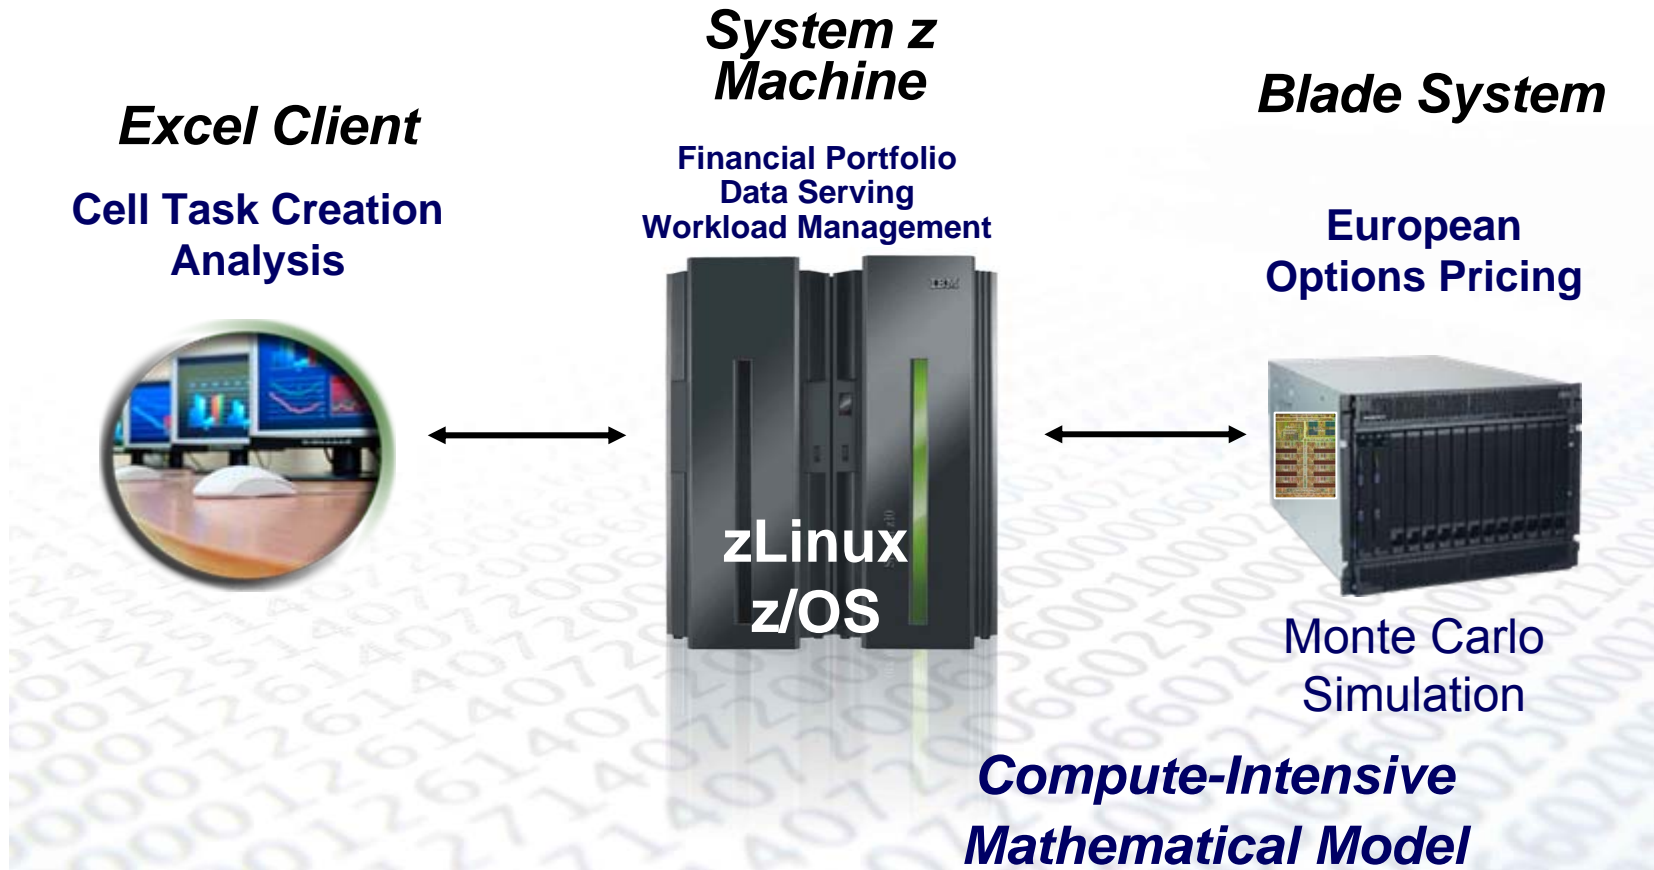 Excel Client
Cell Task Creation
Analysis
System z
Machine
Financial Portfolio
Data Serving
Workload Management
IBM
zLinux
z/OS
Blade System
European
Options Pricing
Monte Carlo
Simulation
Compute-Intensive
Mathematical Model